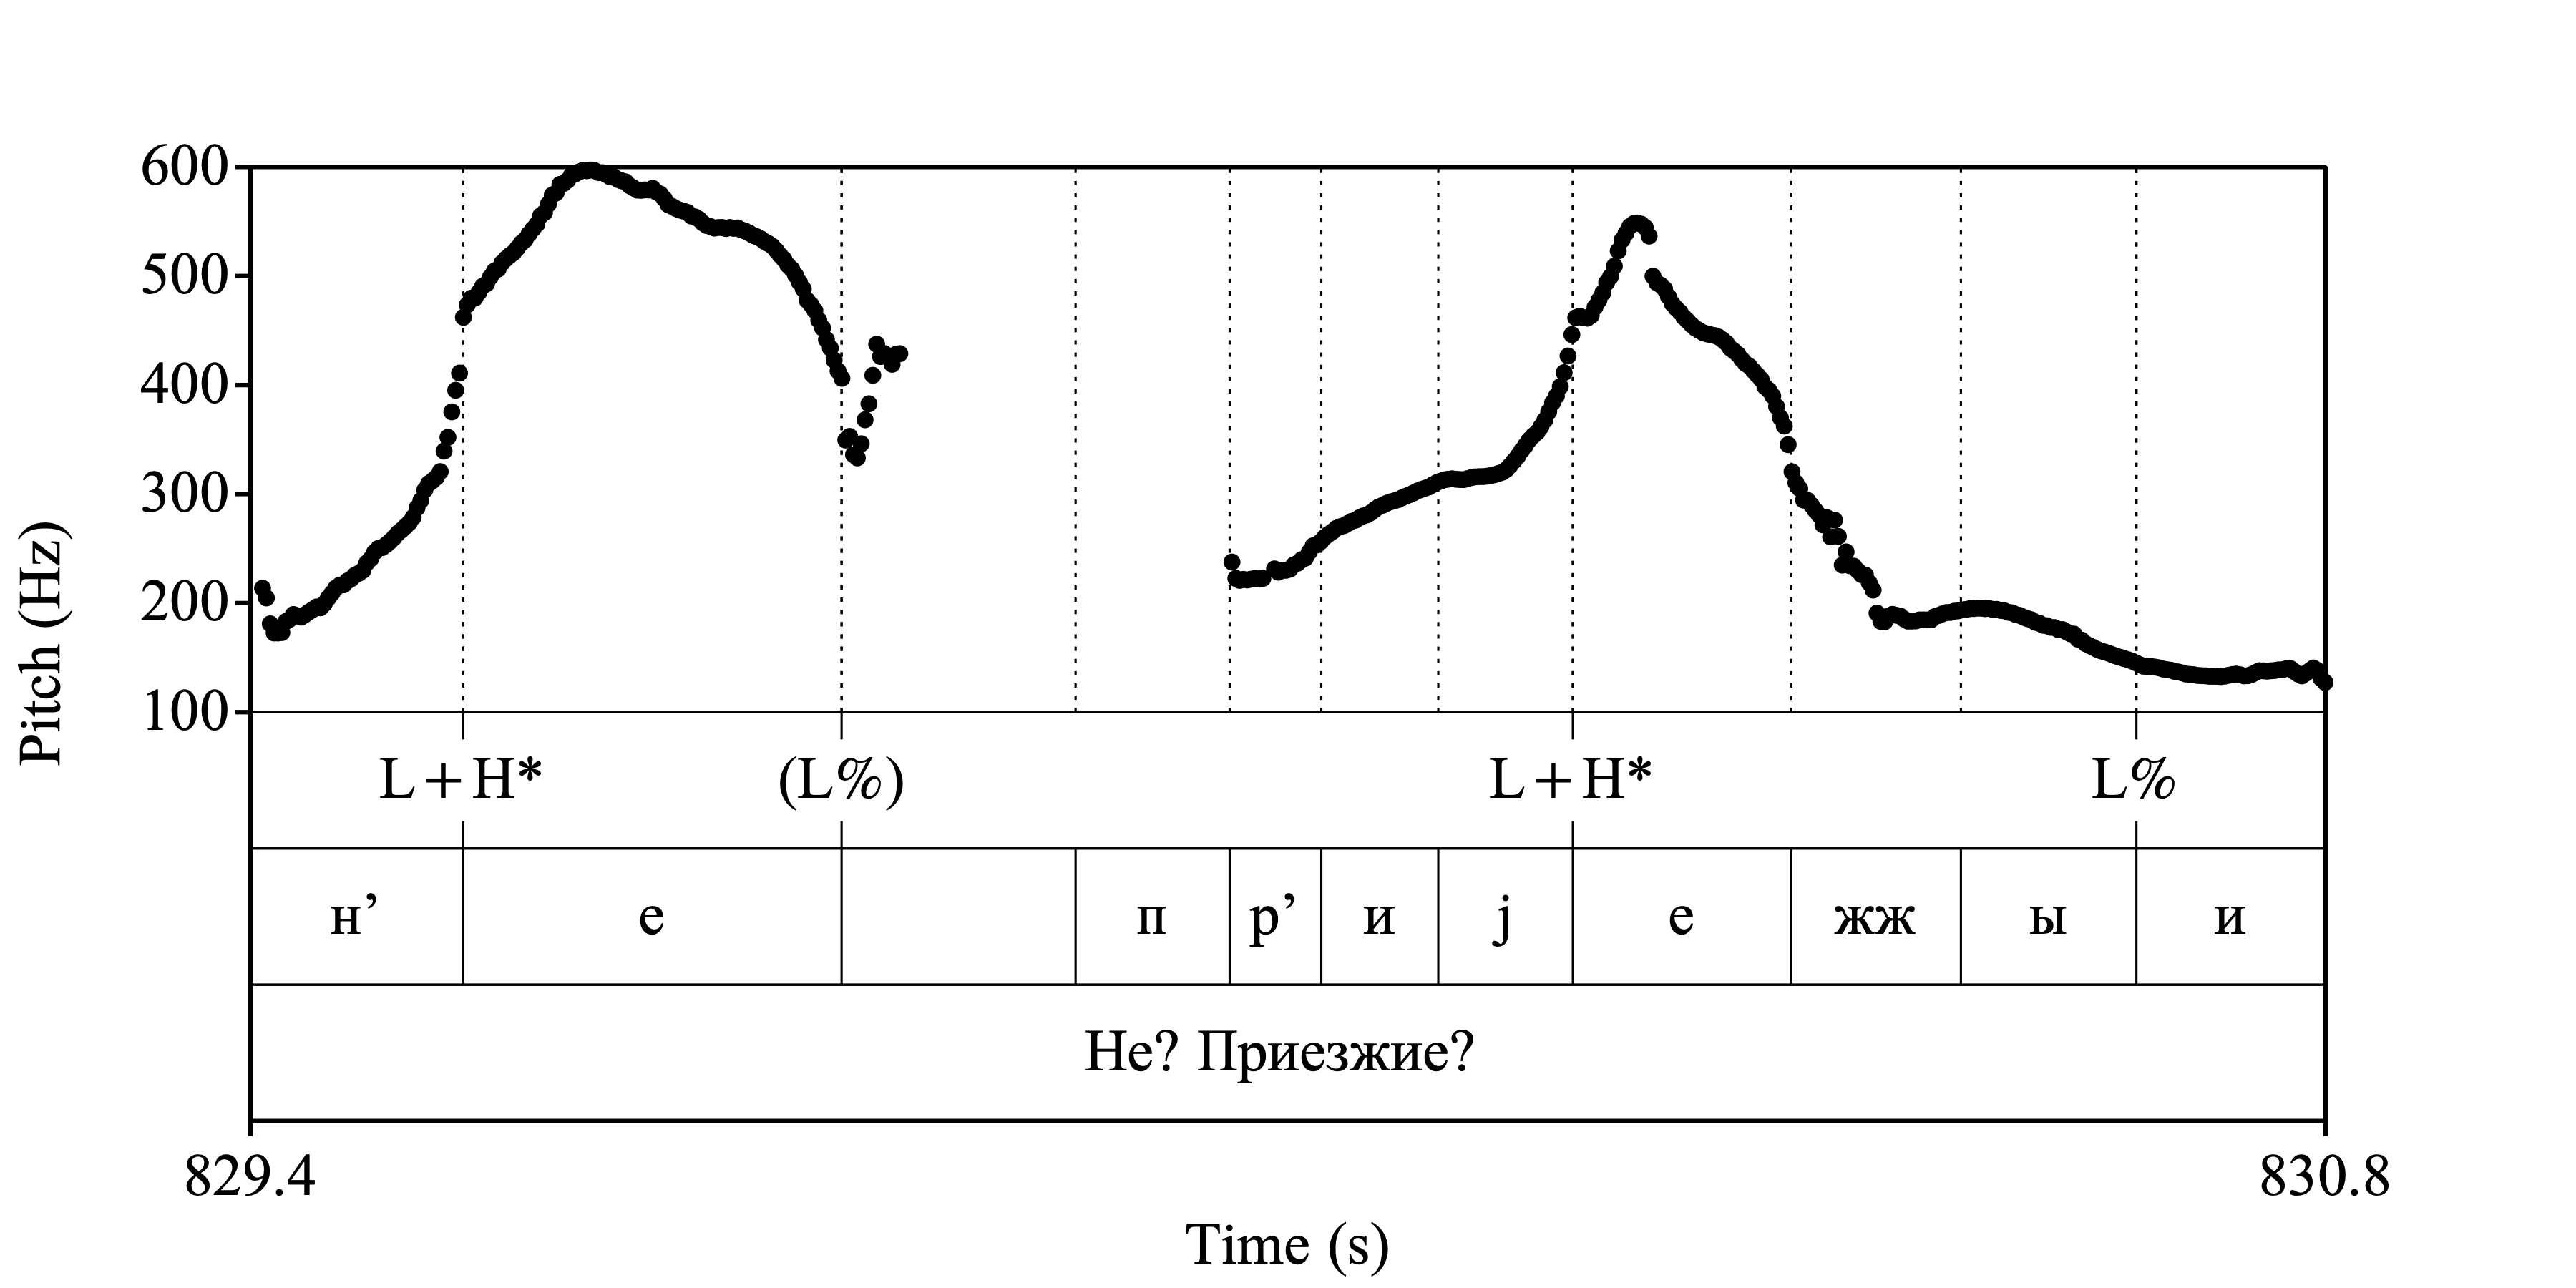 600
500
400
300
200
100
Pitch (Hz)
L+H* (L%) L+H* L%
н’ е п р’ и j е жж ы и
Не? Приезжие?
829.4 830.8
Time (s)